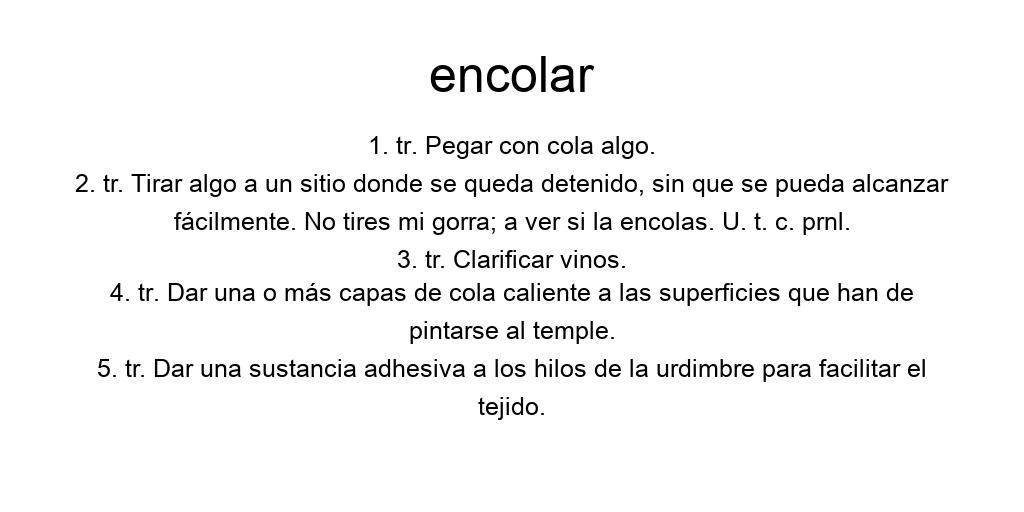 encolar
1. tr. Pegar con cola algo.
2. tr. Tirar algo a un sitio donde se queda detenido, sin que se pueda alcanzar
fácilmente. No tires mi gorra; a ver si la encolas. U. t. c. prnl.
3. tr. Clarificar vinos.
4. tr. Dar una o más capas de cola caliente a las superficies que han de
pintarse al temple.
5. tr. Dar una sustancia adhesiva a los hilos de la urdimbre para facilitar el
tejido.